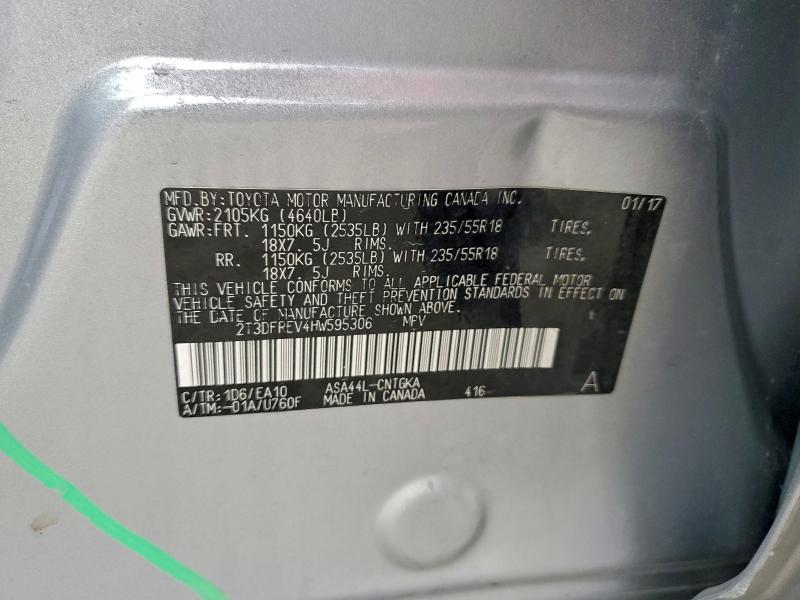 MFD.BY:TOYOTA MOTOR MANUFACTURING CANADA INC. 01/17
GVWR:2105KG (4640LB)
GAWR:FRT. 1150KG (2535LB) WITH 235/55R18 TIRES,
18X7.5J RIMS.
RR. 1150KG (2535LB) WITH 235/55R18 TIRES,
18X7.5J RIMS.
THIS VEHICLE CONFORMS TO ALL APPLICABLE FEDERAL MOTOR
VEHICLE SAFETY AND THEFT PREVENTION STANDARDS IN EFFECT ON
THE DATE OF MANUFACTURE SHOWN ABOVE.
2T3DFREV4HW595306 MPV
C/TR:1D6/EA10 ASA44L-CNTGKA 416 A
A/TM:-01A/U760F MADE IN CANADA